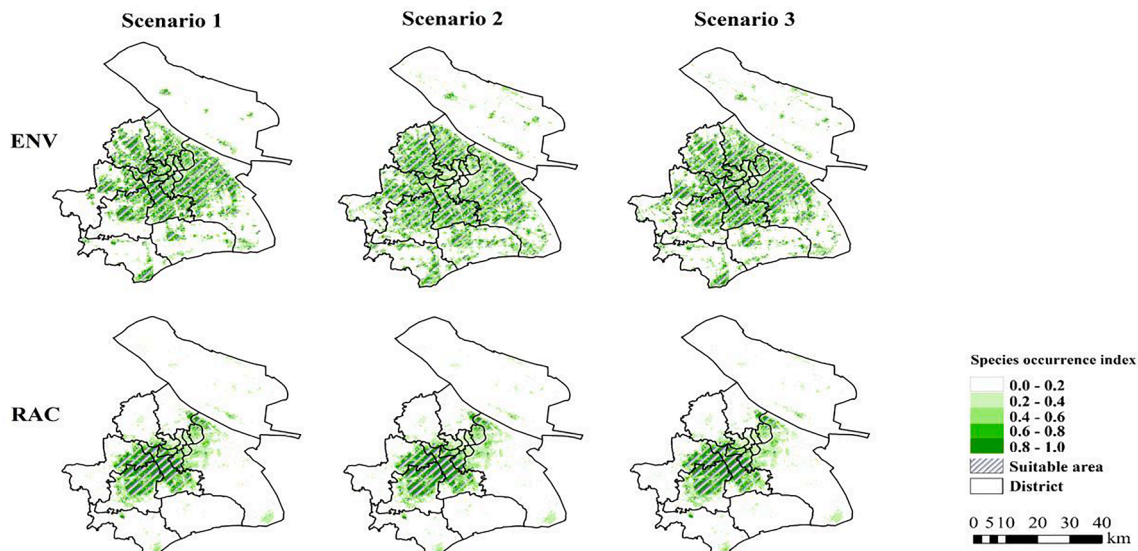 Scenario 1 Scenario 2 Scenario 3
ENV
RAC
Species occurrence index
0.0 - 0.2
0.2 - 0.4
0.4 - 0.6
0.6 - 0.8
0.8 - 1.0
Suitable area
District
0 5 10 20 30 40
km